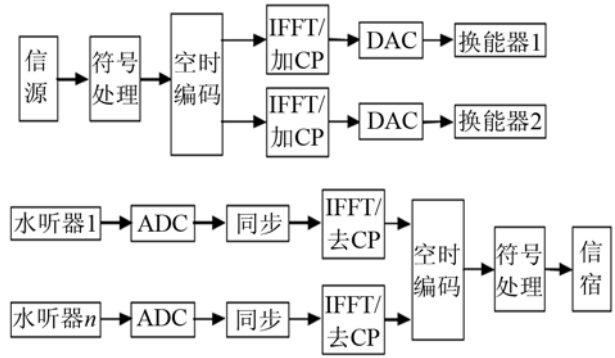 信源
符号处理
空时编码
IFFT/
加CP
DAC
换能器1
IFFT/
加CP
DAC
换能器2
水听器1
ADC
同步
IFFT/
去CP
水听器n
ADC
同步
IFFT/
去CP
空时编码
符号处理
信宿